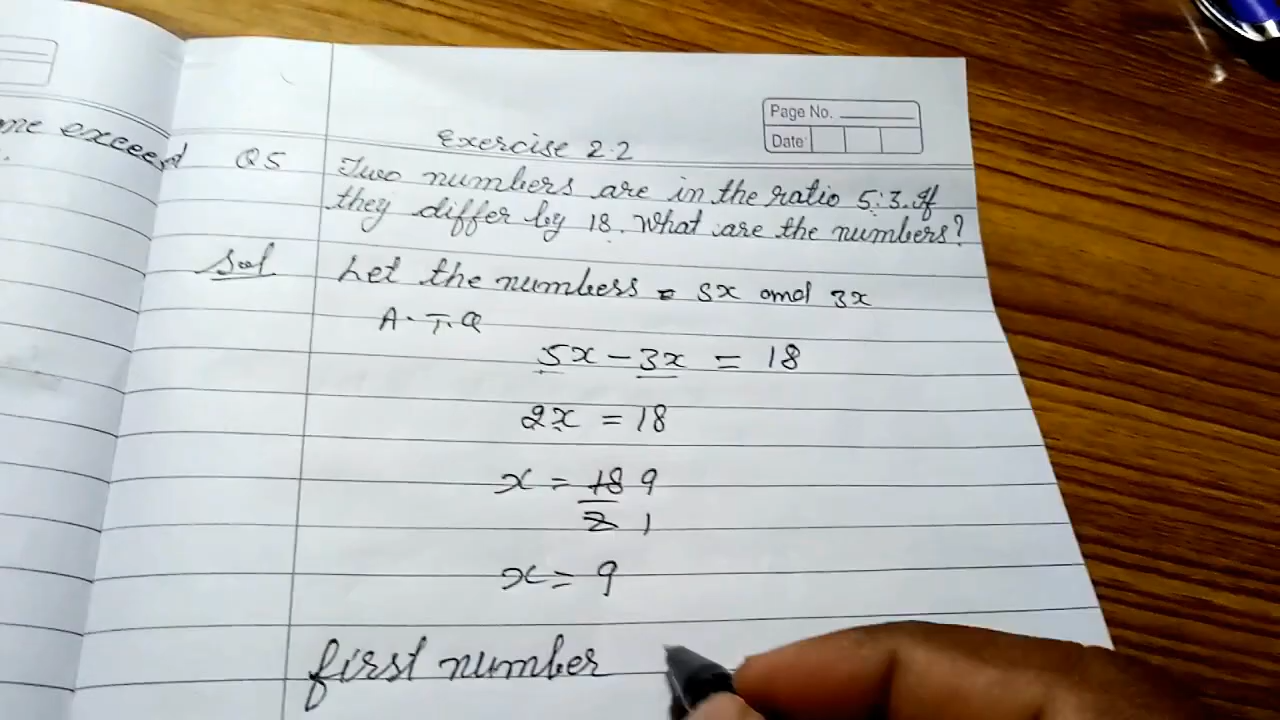 me exceed
Page No.
Date
Exercise 2.2
Q5 Two numbers are in the ratio 5:3. If
they differ by 18. What are the numbers?
Sol Let the numbers = 5x and 3x
A.T.Q
5x - 3x = 18
2x = 18
x = 18 9
2 1
x = 9
first number